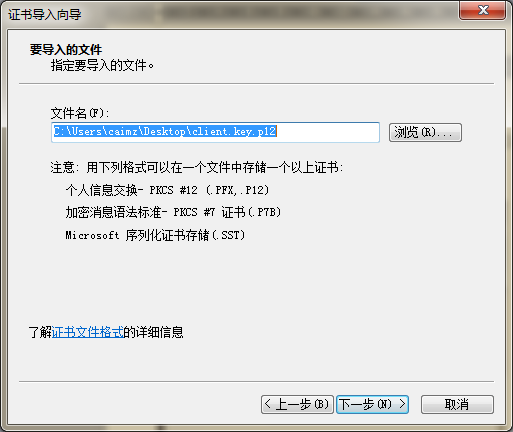 证书导入向导
要导入的文件
指定要导入的文件。
文件名(F):
C:\Users\caimz\Desktop\client.key.p12
浏览(R)...
注意: 用下列格式可以在一个文件中存储一个以上证书:
个人信息交换- PKCS #12 (.PFX,.P12)
加密消息语法标准- PKCS #7 证书(.P7B)
Microsoft 序列化证书存储(.SST)
了解证书文件格式的详细信息
< 上一步(B) 下一步(N) > 取消